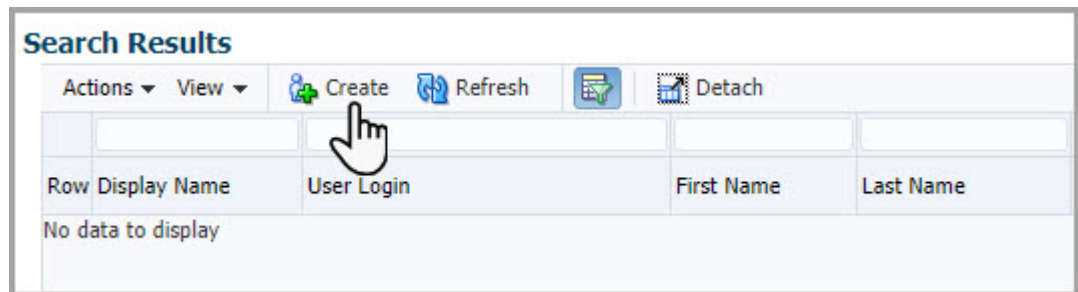 Search Results
Actions View Create Refresh Detach
Row Display Name User Login First Name Last Name
No data to display